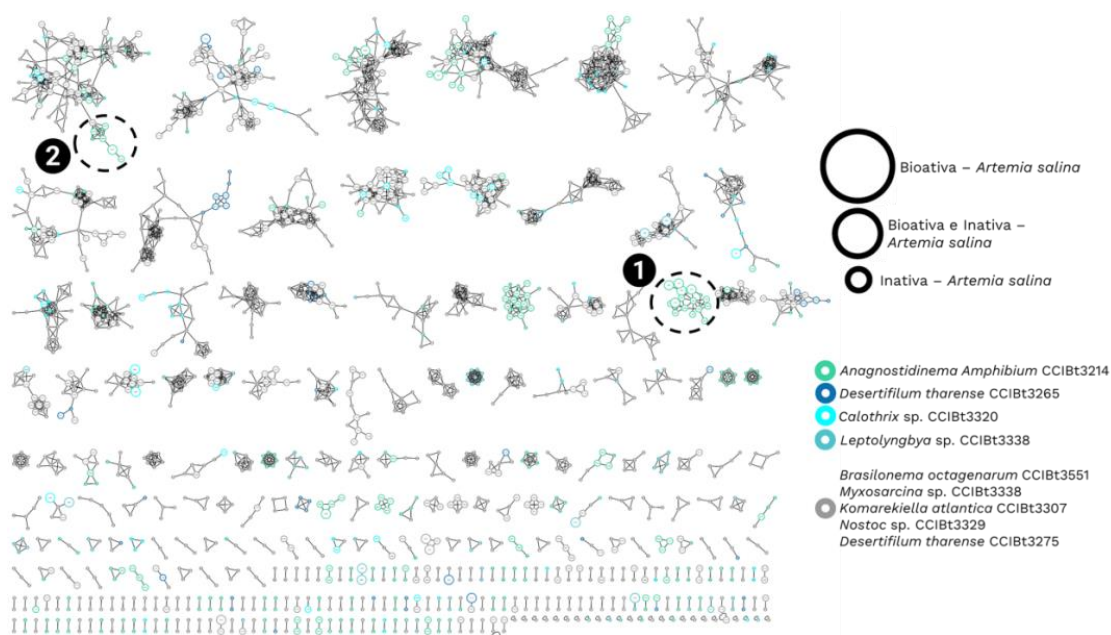 2
1
Bioativa – Artemia salina
Bioativa e Inativa –
Artemia salina
Inativa – Artemia salina
Anagnostidinema Amphibium CCIBt3214
Desertifilum tharense CCIBt3265
Calothrix sp. CCIBt3320
Leptolyngbya sp. CCIBt3338
Brasilonema octagenarum CCIBt3551
Myxosarcina sp. CCIBt3338
Komarekiella atlantica CCIBt3307
Nostoc sp. CCIBt3329
Desertifilum tharense CCIBt3275